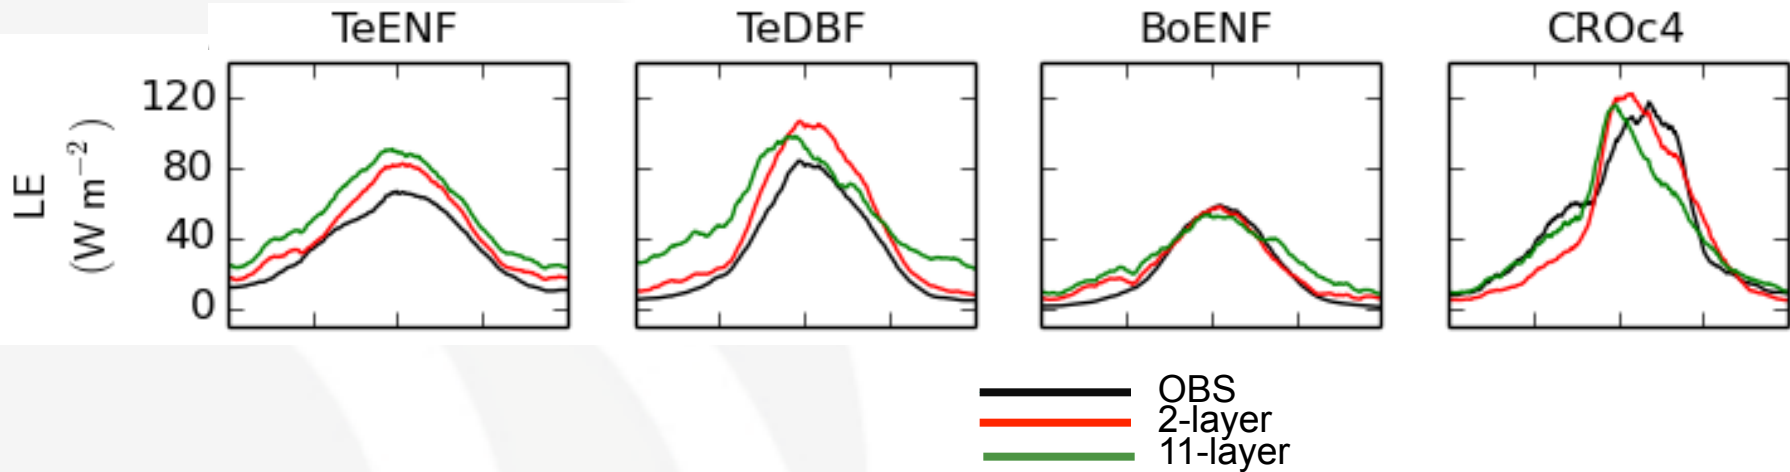 TeENF TeDBF BoENF CROc4
LE
(W m⁻²)
120
80
40
0
OBS
2-layer
11-layer